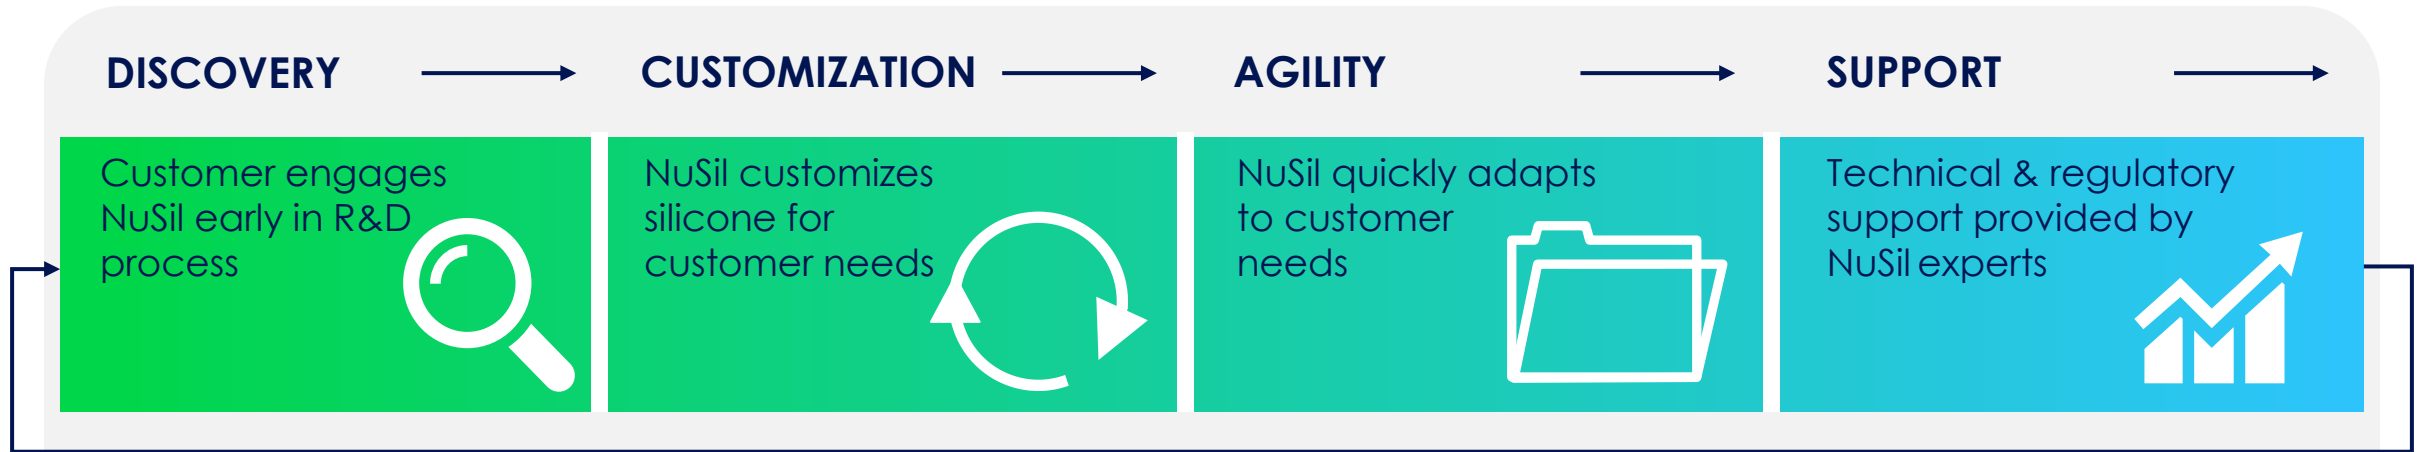 DISCOVERY
CUSTOMIZATION
AGILITY
SUPPORT
Customer engages
NuSil early in R&D
process
NuSil customizes
silicone for
customer needs
NuSil quickly adapts
to customer
needs
Technical & regulatory
support provided by
NuSil experts